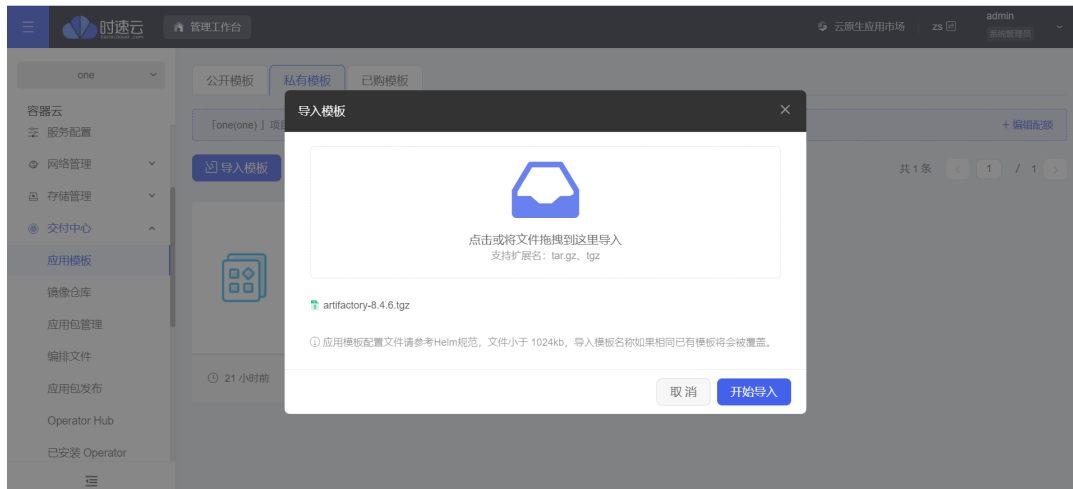 时速云
管理工作台
云原生应用市场
zs
admin
系统管理员
one
容器云
服务配置
网络管理
存储管理
交付中心
应用模板
镜像仓库
应用包管理
编排文件
应用包发布
Operator Hub
已安装 Operator
公开模板
私有模板
已购模板
「one(one) 」项
+ 编辑配额
导入模板
共 1 条
1 / 1
21 小时前
导入模板
点击或将文件拖拽到这里导入
支持扩展名：tar.gz、tgz
artifactory-8.4.6.tgz
应用模板配置文件请参考Helm规范，文件小于 1024kb，导入模板名称如果相同已有模板将会被覆盖。
取 消
开始导入